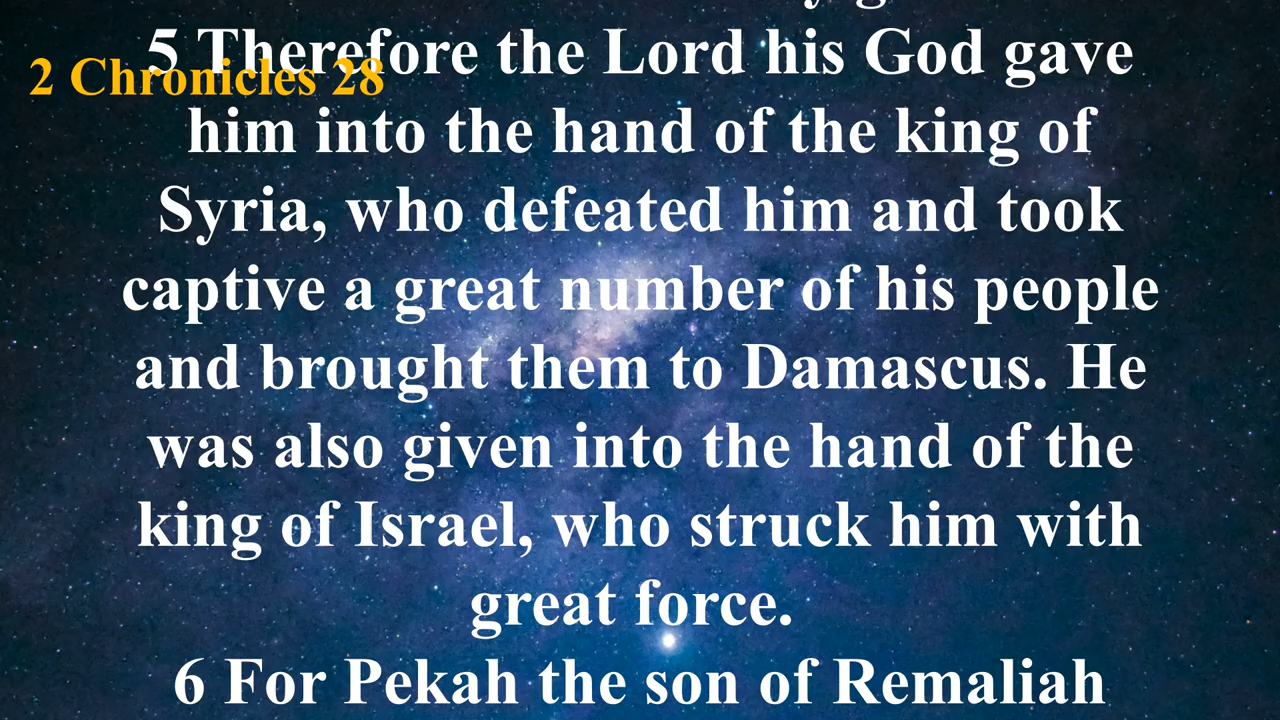 5 Therefore the Lord his God gave
2 Chronicles 28
him into the hand of the king of
Syria, who defeated him and took
captive a great number of his people
and brought them to Damascus. He
was also given into the hand of the
king of Israel, who struck him with
great force.
6 For Pekah the son of Remaliah